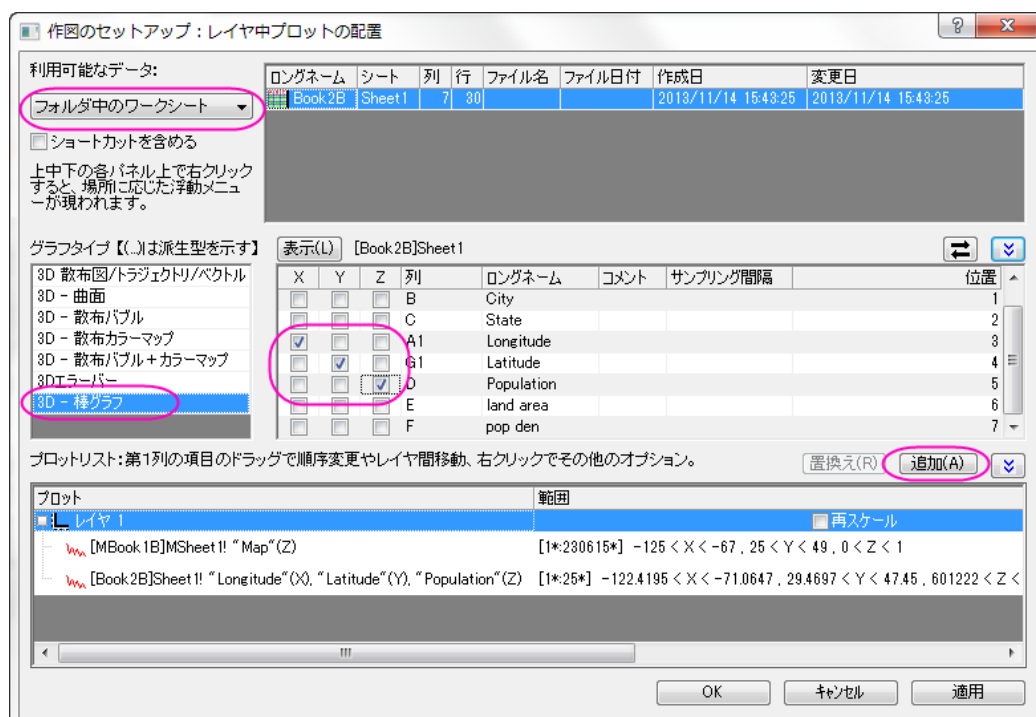 作図のセットアップ：レイヤ中プロットの配置
利用可能なデータ:
フォルダ中のワークシート
ショートカットを含める
上中下の各パネル上で右クリック
すると、場所に応じた浮動メニュ
ーが現われます。
ロングネーム シート 列 行 ファイル名 ファイル日付 作成日 変更日
Book2B Sheet1 7 30 2013/11/14 15:43:25 2013/11/14 15:43:25
グラフタイプ【(...)は派生型を示す】
3D 散布図/トラジェクトリ/ベクトル
3D - 曲面
3D - 散布バブル
3D - 散布カラーマップ
3D - 散布バブル＋カラーマップ
3Dエラーバー
3D - 棒グラフ
表示(L) [Book2B]Sheet1
X Y Z 列 ロングネーム コメント サンプリング間隔 位置
B City 1
C State 2
A1 Longitude 3
G1 Latitude 4
D Population 5
E land area 6
F pop den 7
プロットリスト：第1列の項目のドラッグで順序変更やレイヤ間移動、右クリックでその他のオプション。
置換え(R) 追加(A)
プロット 範囲
レイヤ 1 再スケール
[MBook1B]MSheet1! "Map"(Z) [1*:230615*] -125 < X < -67 , 25 < Y < 49 , 0 < Z < 1
[Book2B]Sheet1! "Longitude"(X), "Latitude"(Y), "Population"(Z) [1*:25*] -122.4195 < X < -71.0647 , 29.4697 < Y < 47.45 , 601222 < Z <
OK キャンセル 適用